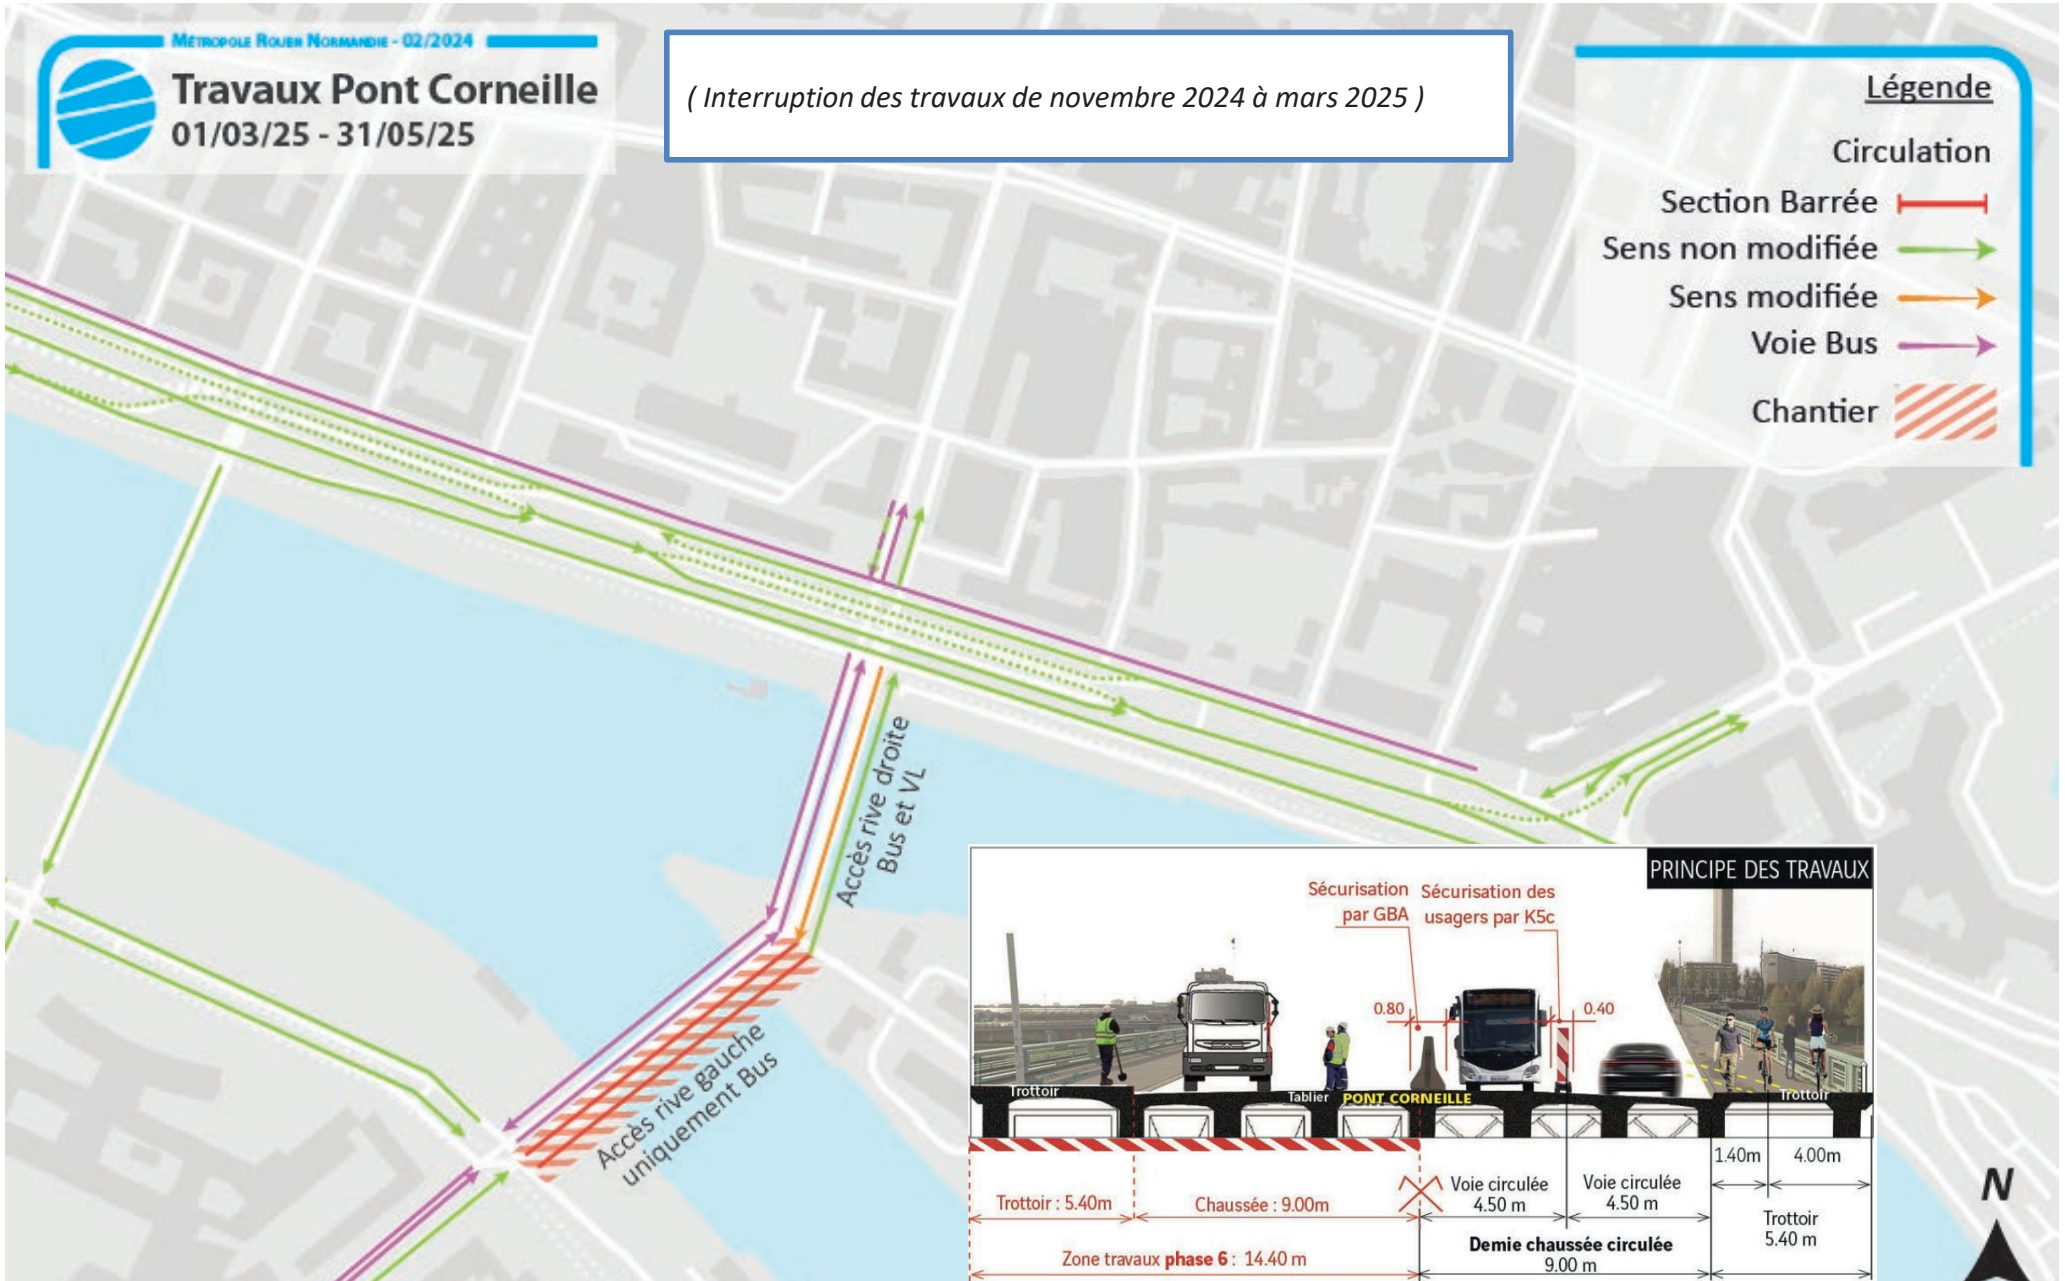 MÉTROPOLE ROUEN NORMANDIE - 02/2024
Travaux Pont Corneille
01/03/25 - 31/05/25
( Interruption des travaux de novembre 2024 à mars 2025 )
Légende
Circulation
Section Barrée
Sens non modifiée
Sens modifiée
Voie Bus
Chantier
Accès rive droite
Bus et VL
Accès rive gauche
uniquement Bus
PRINCIPE DES TRAVAUX
Sécurisation
par GBA
Sécurisation des
usagers par K5c
0.80
0.40
Trottoir
Tablier
PONT CORNEILLE
Trottoir
1.40m
4.00m
Trottoir : 5.40m
Chaussée : 9.00m
Voie circulée
4.50 m
Voie circulée
4.50 m
Trottoir
5.40 m
Zone travaux phase 6 : 14.40 m
Demie chaussée circulée
9.00 m
N